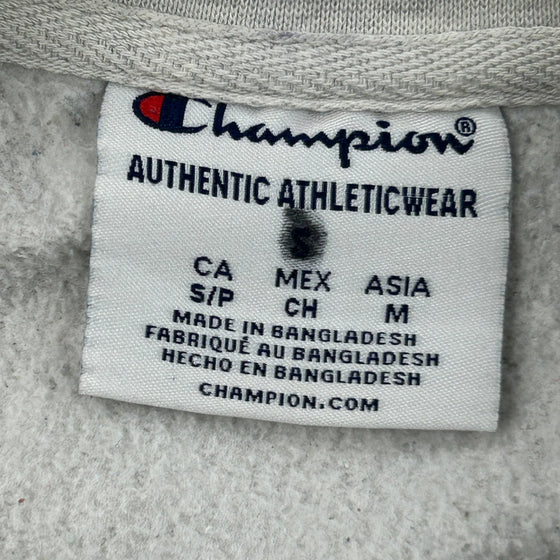 Champion®
AUTHENTIC ATHLETICWEAR
S
CA MEX ASIA
S/P CH M
MADE IN BANGLADESH
FABRIQUÉ AU BANGLADESH
HECHO EN BANGLADESH
CHAMPION.COM